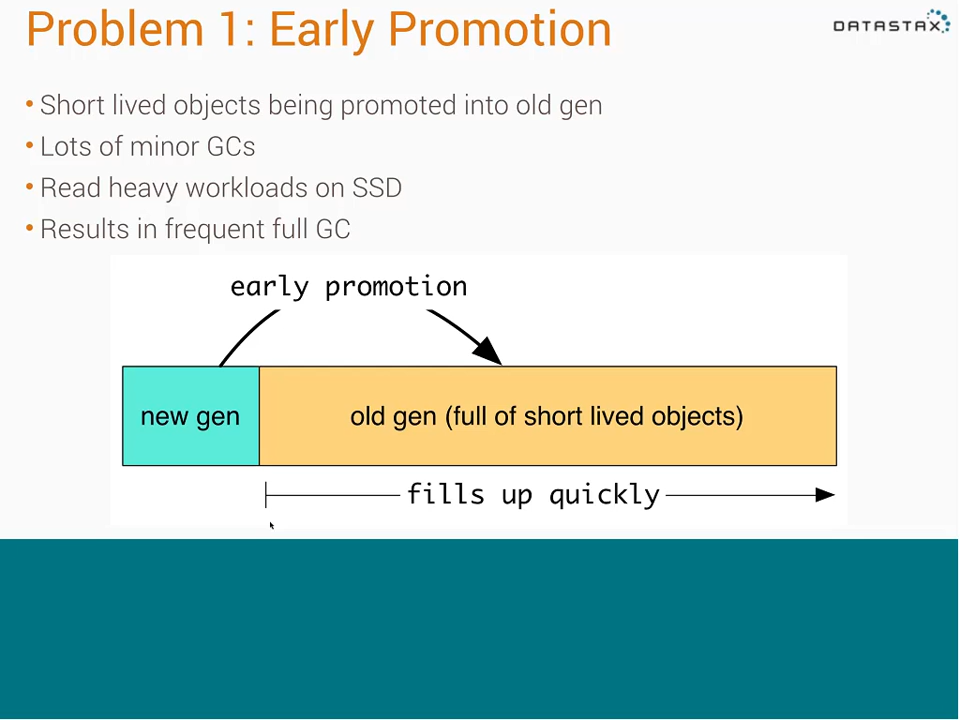 Problem 1: Early Promotion
DATASTAX
• Short lived objects being promoted into old gen
• Lots of minor GCs
• Read heavy workloads on SSD
• Results in frequent full GC
early promotion
new gen
old gen (full of short lived objects)
fills up quickly